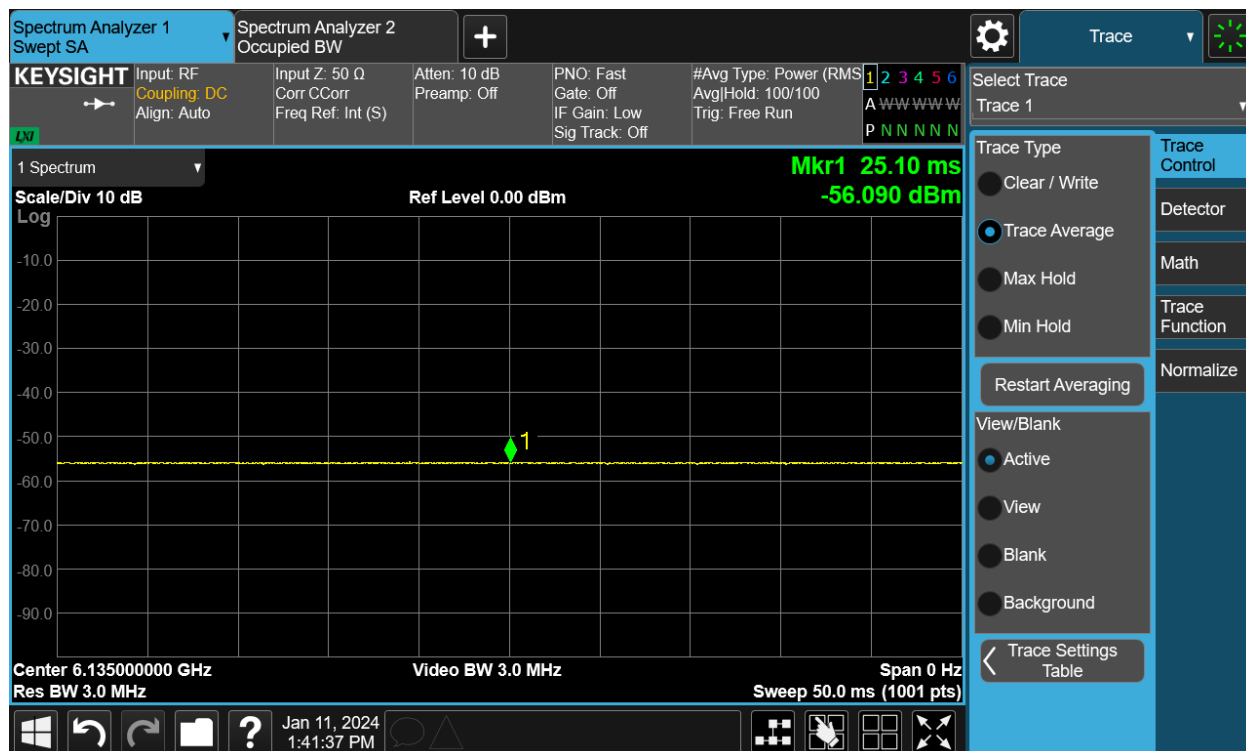 Spectrum Analyzer 1
Swept SA
Spectrum Analyzer 2
Occupied BW
Trace
KEYSIGHT
LXI
Input: RF
Coupling: DC
Align: Auto
Input Z: 50 Ω
Corr CCorr
Freq Ref: Int (S)
Atten: 10 dB
Preamp: Off
PNO: Fast
Gate: Off
IF Gain: Low
Sig Track: Off
#Avg Type: Power (RMS
Avg|Hold: 100/100
Trig: Free Run
1 2 3 4 5 6
A W W W W W
P N N N N N
1 Spectrum
Mkr1 25.10 ms
Scale/Div 10 dB
Ref Level 0.00 dBm
-56.090 dBm
Log
-10.0
-20.0
-30.0
-40.0
-50.0
1
-60.0
-70.0
-80.0
-90.0
Center 6.135000000 GHz
Video BW 3.0 MHz
Span 0 Hz
Res BW 3.0 MHz
Sweep 50.0 ms (1001 pts)
Jan 11, 2024
1:41:37 PM
Select Trace
Trace 1
Trace Type
Clear / Write
Trace Average
Max Hold
Min Hold
Restart Averaging
View/Blank
Active
View
Blank
Background
Trace Settings
Table
Trace
Control
Detector
Math
Trace
Function
Normalize